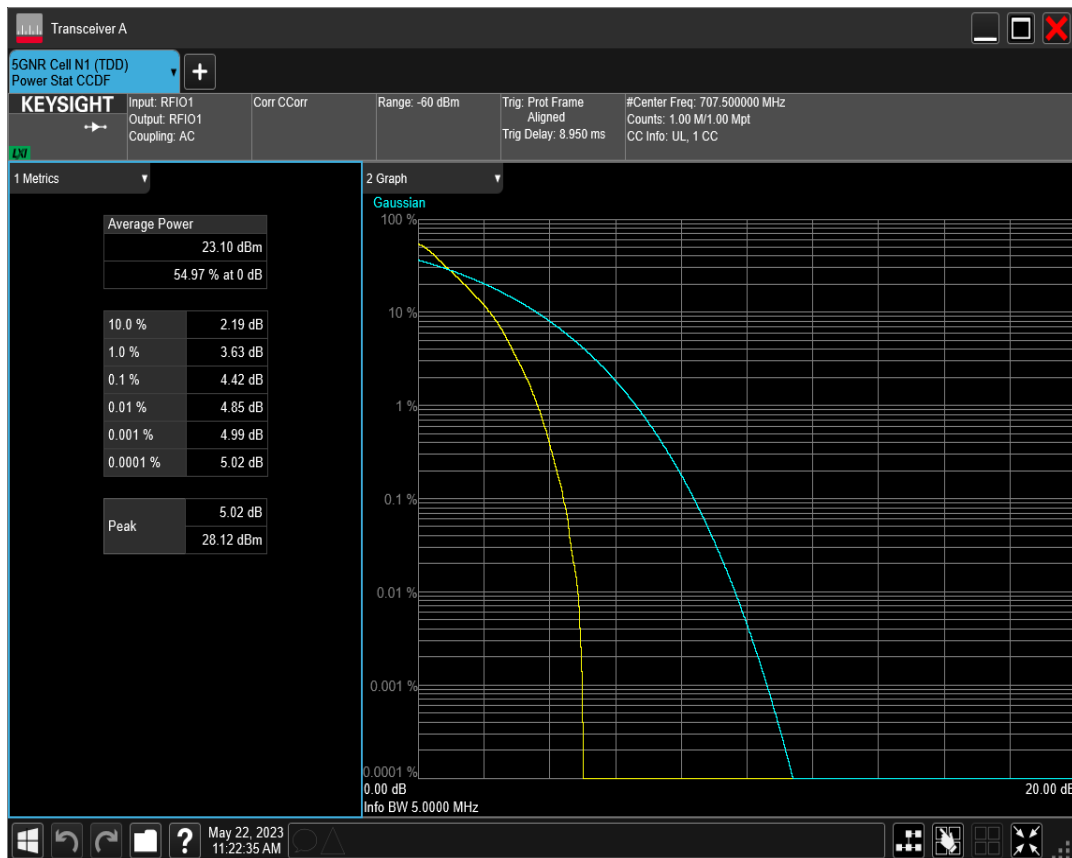 Transceiver A
5GNR Cell N1 (TDD)
Power Stat CCDF
KEYSIGHT
LXI
Input: RFIO1
Output: RFIO1
Coupling: AC
Corr CCorr
Range: -60 dBm
Trig: Prot Frame
Aligned
Trig Delay: 8.950 ms
#Center Freq: 707.500000 MHz
Counts: 1.00 M/1.00 Mpt
CC Info: UL, 1 CC
1 Metrics
Average Power
23.10 dBm
54.97 % at 0 dB
10.0 % 2.19 dB
1.0 % 3.63 dB
0.1 % 4.42 dB
0.01 % 4.85 dB
0.001 % 4.99 dB
0.0001 % 5.02 dB
Peak
5.02 dB
28.12 dBm
2 Graph
Gaussian
100 %
10 %
1 %
0.1 %
0.01 %
0.001 %
0.0001 %
0.00 dB 20.00 dB
Info BW 5.0000 MHz
? May 22, 2023
11:22:35 AM